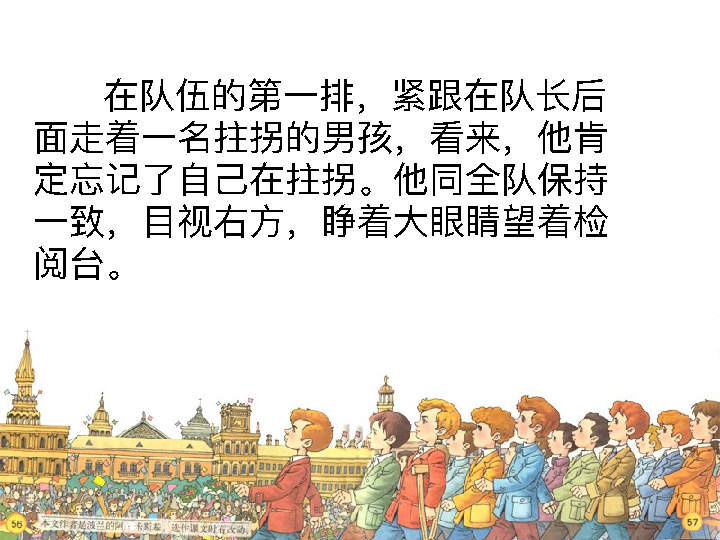 在队伍的第一排，紧跟在队长后
面走着一名拄拐的男孩，看来，他肯
定忘记了自己在拄拐。他同全队保持
一致，目视右方，睁着大眼睛望着检
阅台。
56
本文作者是波兰的阿·卡斯泰，选作课文时有改动。
57